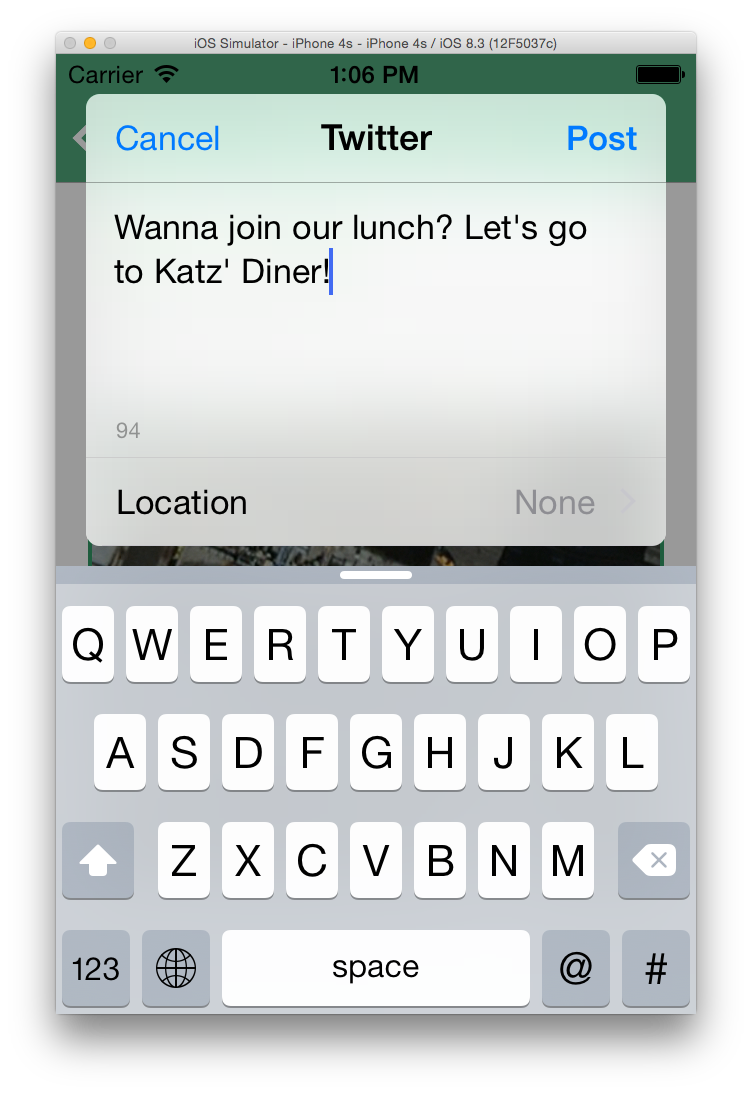 iOS Simulator - iPhone 4s - iPhone 4s / iOS 8.3 (12F5037c)
Carrier 1:06 PM
Cancel Twitter Post
Wanna join our lunch? Let's go
to Katz' Diner!
94
Location None
Q W E R T Y U I O P
A S D F G H J K L
Z X C V B N M
123 space @ #